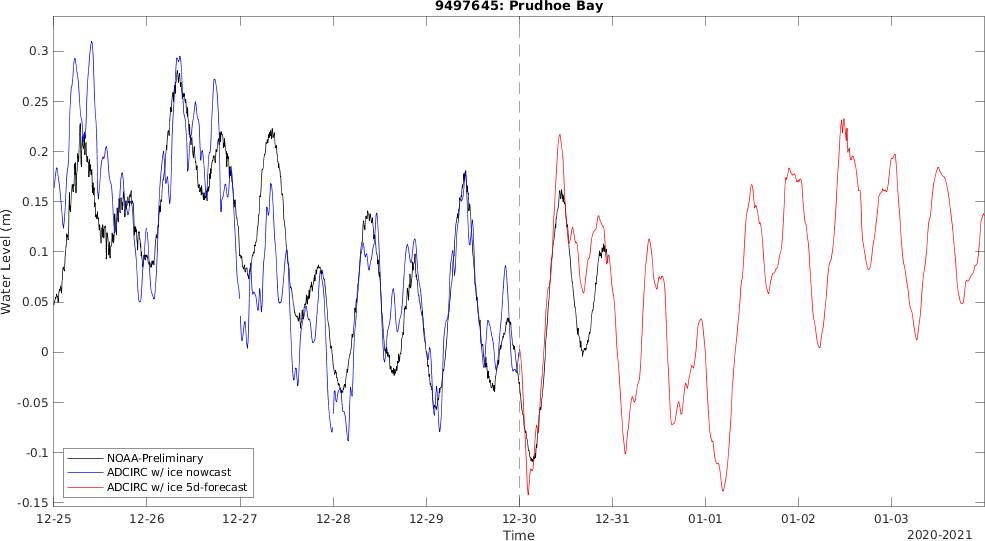 9497645: Prudhoe Bay
Water Level (m)
0.3
0.25
0.2
0.15
0.1
0.05
0
-0.05
-0.1
-0.15
NOAA-Preliminary
ADCIRC w/ ice nowcast
ADCIRC w/ ice 5d-forecast
12-25 12-26 12-27 12-28 12-29 12-30 12-31 01-01 01-02 01-03
Time
2020-2021